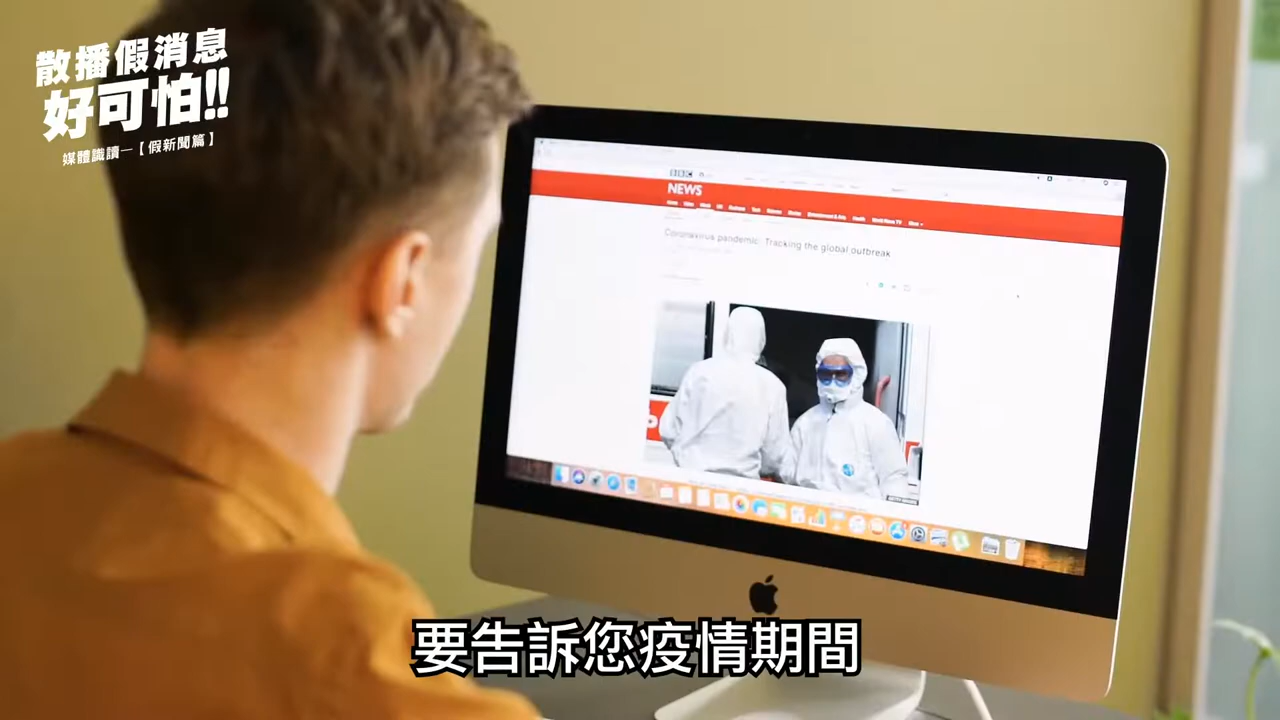 散播假消息
好可怕!!
媒體識讀—【假新聞篇】
BBC
NEWS
Coronavirus pandemic: Tracking the global outbreak
要告訴您疫情期間